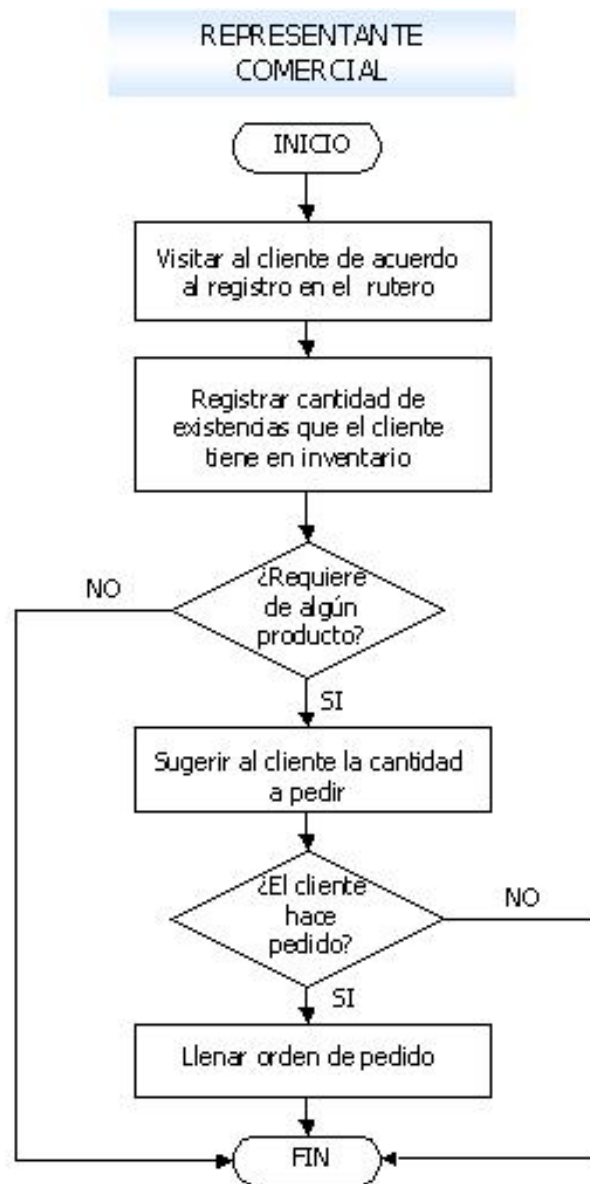 REPRESENTANTE
COMERCIAL
INICIO
Visitar al cliente de acuerdo
al registro en el rutero
Registrar cantidad de
existencias que el cliente
tiene en inventario
¿Requiere
de algún
producto?
NO
SI
Sugerir al cliente la cantidad
a pedir
¿El cliente
hace
pedido?
NO
SI
Llenar orden de pedido
FIN